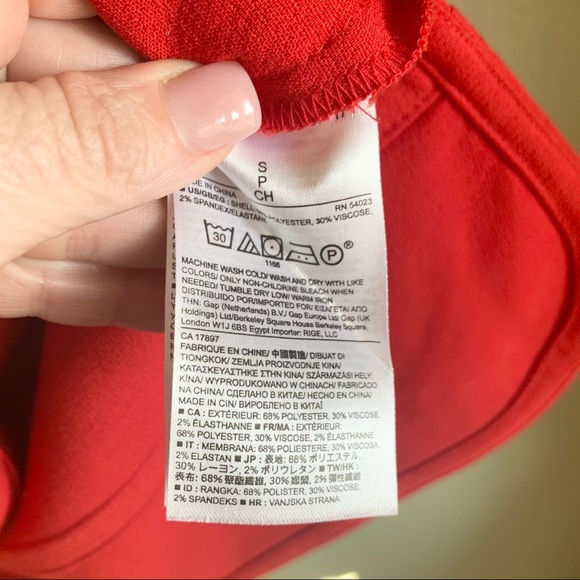 S
P
CH
DE IN CHINA RN 54023
■ US/GB/EG : SHELL
2% SPANDEX/ELASTAN POLYESTER, 30% VISCOSE,
30 P®
1166
MACHINE WASH COLD/ WASH AND DRY WITH LIKE
COLORS/ ONLY NON-CHLORINE BLEACH WHEN
NEEDED/ TUMBLE DRY LOW/ WARM IRON
DISTRIBUIDO POR/IMPORTED FOR/ ΕΙΣΑΓΕΤΑΙ ΑΠΟ
ΤΗΝ: Gap (Netherlands) B.V./ Gap Europe Ltd/ Gap (UK
Holdings) Ltd/Berkeley Square House Berkeley Square
London W1J 6BS Egypt Importer: RIGE, LLC
CA 17897
FABRIQUE EN CHINE/ 中國製造/ DIBUAT DI
TIONGKOK/ ZEMLJA PROIZVODNJE KINA/
ΚΑΤΑΣΚΕΥΑΣΤΗΚΕ ΣΤΗΝ ΚΙΝΑ/ SZÁRMAZÁSI HELY
KÍNA/ WYPRODUKOWANO W CHINACH/ FABRICADO
NA CHINA/ СДЕЛАНО В КИТАЕ/ HECHO EN CHINA/
MADE IN CIN/ ВИРОБЛЕНО В КИТАЇ
■ CA : EXTÉRIEUR: 68% POLYESTER, 30% VISCOSE,
2% ÉLASTHANNE ■ FR/MA : EXTÉRIEUR:
68% POLYESTER, 30% VISCOSE, 2% ÉLASTHANNE
■ IT : MEMBRANA: 68% POLIESTERE, 30% VISCOSA,
2% ELASTAN ■ JP : 表地: 68% ポリエステル,
30% レーヨン, 2% ポリウレタン ■ TW/HK :
表布: 68% 聚酯纖維, 30% 嫘縈, 2% 彈性纖維
■ ID : RANGKA: 68% POLIESTER, 30% VISCOSE,
2% SPANDEKS ■ HR : VANJSKA STRANA: